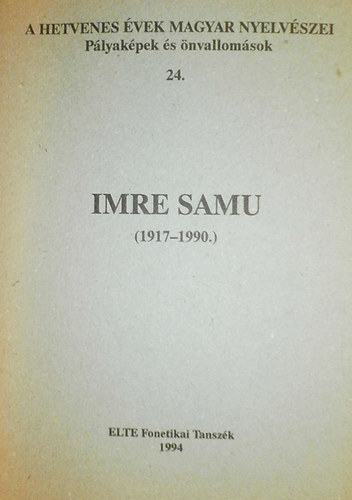 A HETVENES ÉVEK MAGYAR NYELVÉSZEI
Pályaképek és önvallomások
24.
IMRE SAMU
(1917–1990.)
ELTE Fonetikai Tanszék
1994